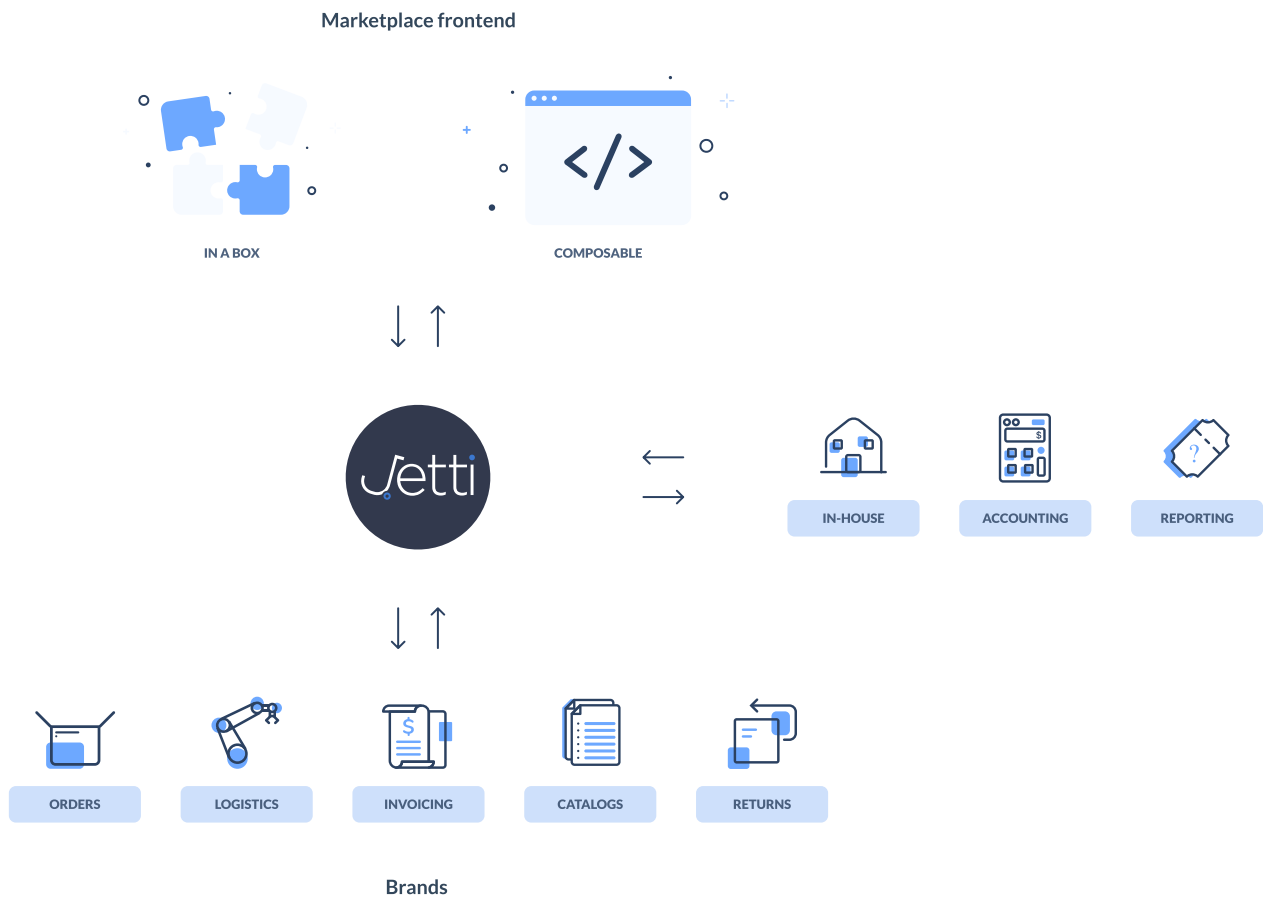 Marketplace frontend
IN A BOX
COMPOSABLE
Jetti
$
?
IN-HOUSE
ACCOUNTING
REPORTING
$
ORDERS
LOGISTICS
INVOICING
CATALOGS
RETURNS
Brands